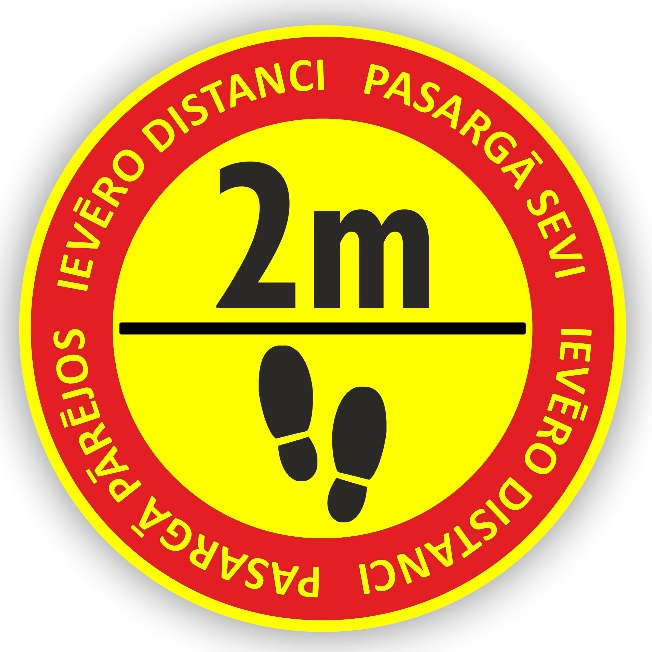 IEVĒRO DISTANCI
PASARGĀ SEVI
IEVĒRO DISTANCI
PASARGĀ PĀRĒJOS
2m